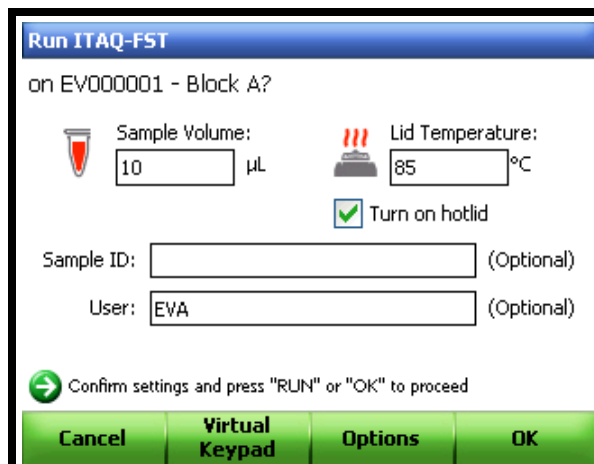 Run ITAQ-FST
on EV000001 - Block A?
Sample Volume: Lid Temperature:
10 µL 85 °C
Turn on hotlid
Sample ID: (Optional)
User: EVA (Optional)
Confirm settings and press "RUN" or "OK" to proceed
Cancel Virtual Keypad Options OK